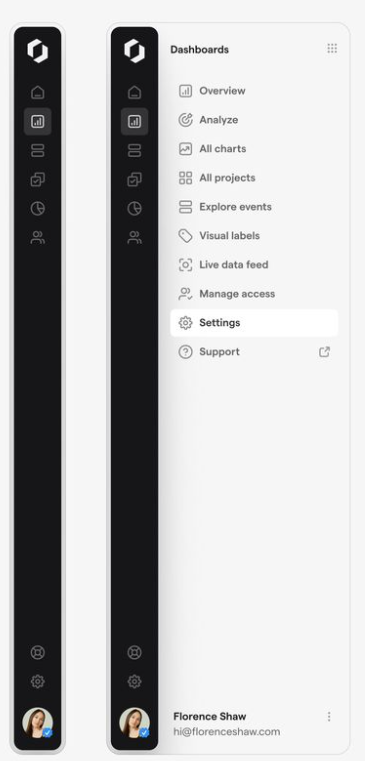 Dashboards
Overview
Analyze
All charts
All projects
Explore events
Visual labels
Live data feed
Manage access
Settings
Support
Florence Shaw
hi@florenceshaw.com